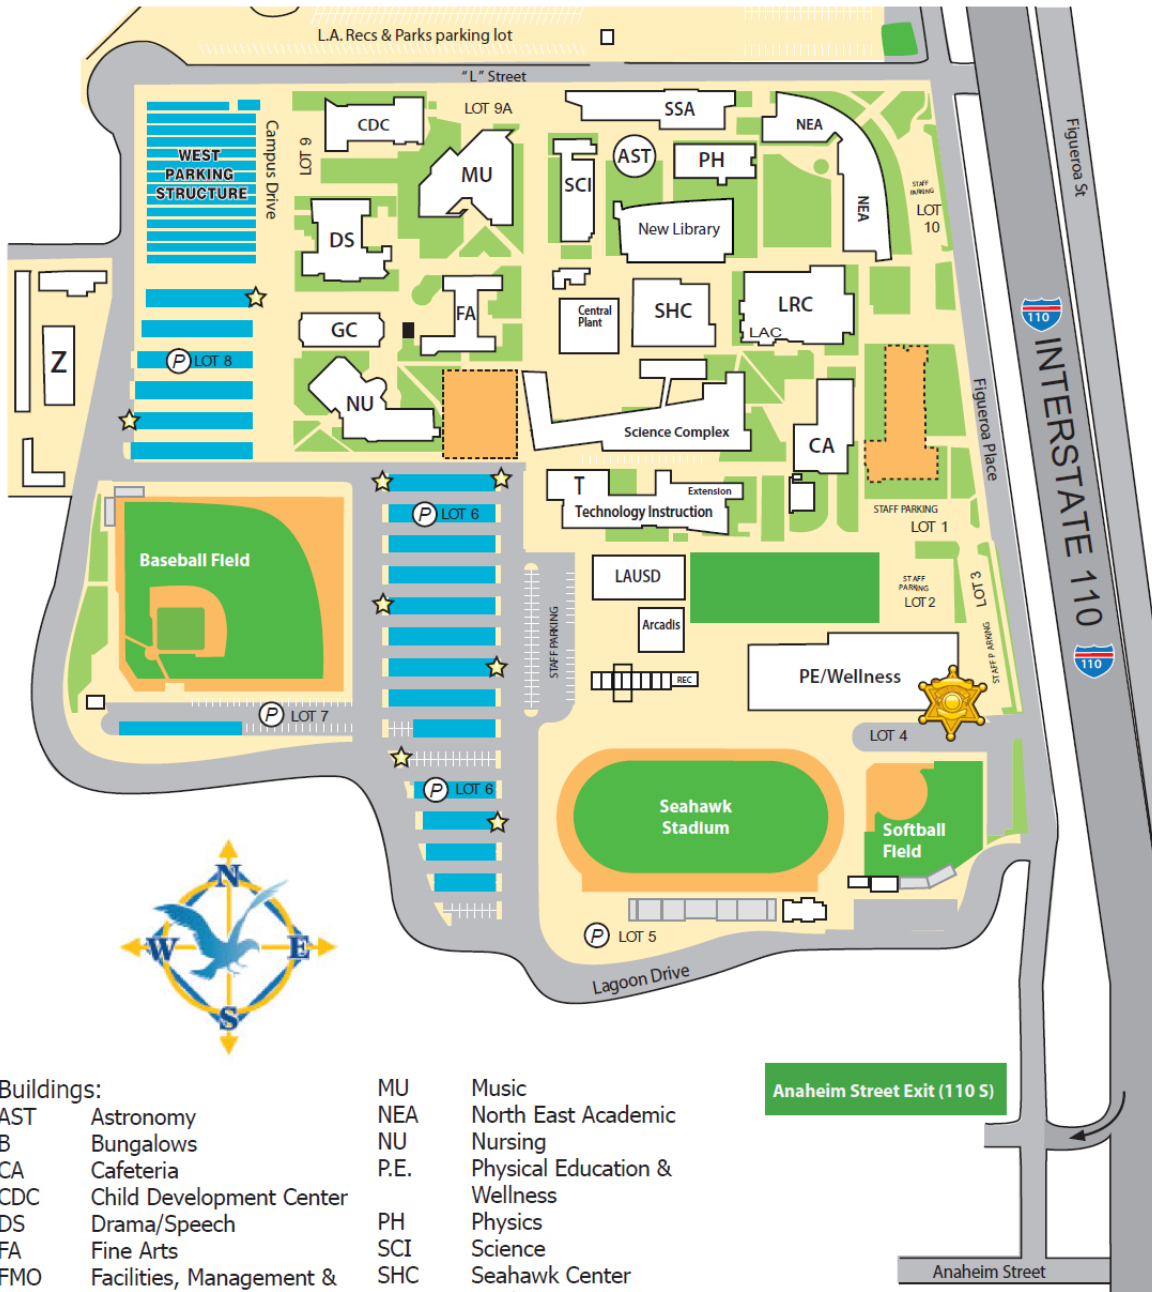 L.A. Recs & Parks parking lot
"L" Street
WEST
PARKING
STRUCTURE
Campus Drive
LOT 9
CDC
LOT 9A
MU
SSA
AST
PH
SCI
NEA
NEA
STAFF
PARKING
LOT
10
Figueroa St
DS
New Library
FA
GC
Central
Plant
SHC
LRC
LAC
110
INTERSTATE 110
110
Figueroa Place
Z
P LOT 8
NU
Science Complex
CA
T
Extension
Technology Instruction
STAFF PARKING
LOT 1
P LOT 6
Baseball Field
LAUSD
Arcadis
REC
STAFF PARKING
STAFF
PARKING
LOT 2
LOT 3
STAFF PARKING
PE/Wellness
P LOT 7
LOT 4
P LOT 6
Seahawk
Stadium
Softball
Field
P LOT 5
Lagoon Drive
N
W
E
S
Anaheim Street Exit (110 S)
Anaheim Street
Buildings:
AST Astronomy
B Bungalows
CA Cafeteria
CDC Child Development Center
DS Drama/Speech
FA Fine Arts
FMO Facilities, Management &
MU Music
NEA North East Academic
NU Nursing
P.E. Physical Education &
Wellness
PH Physics
SCI Science
SHC Seahawk Center